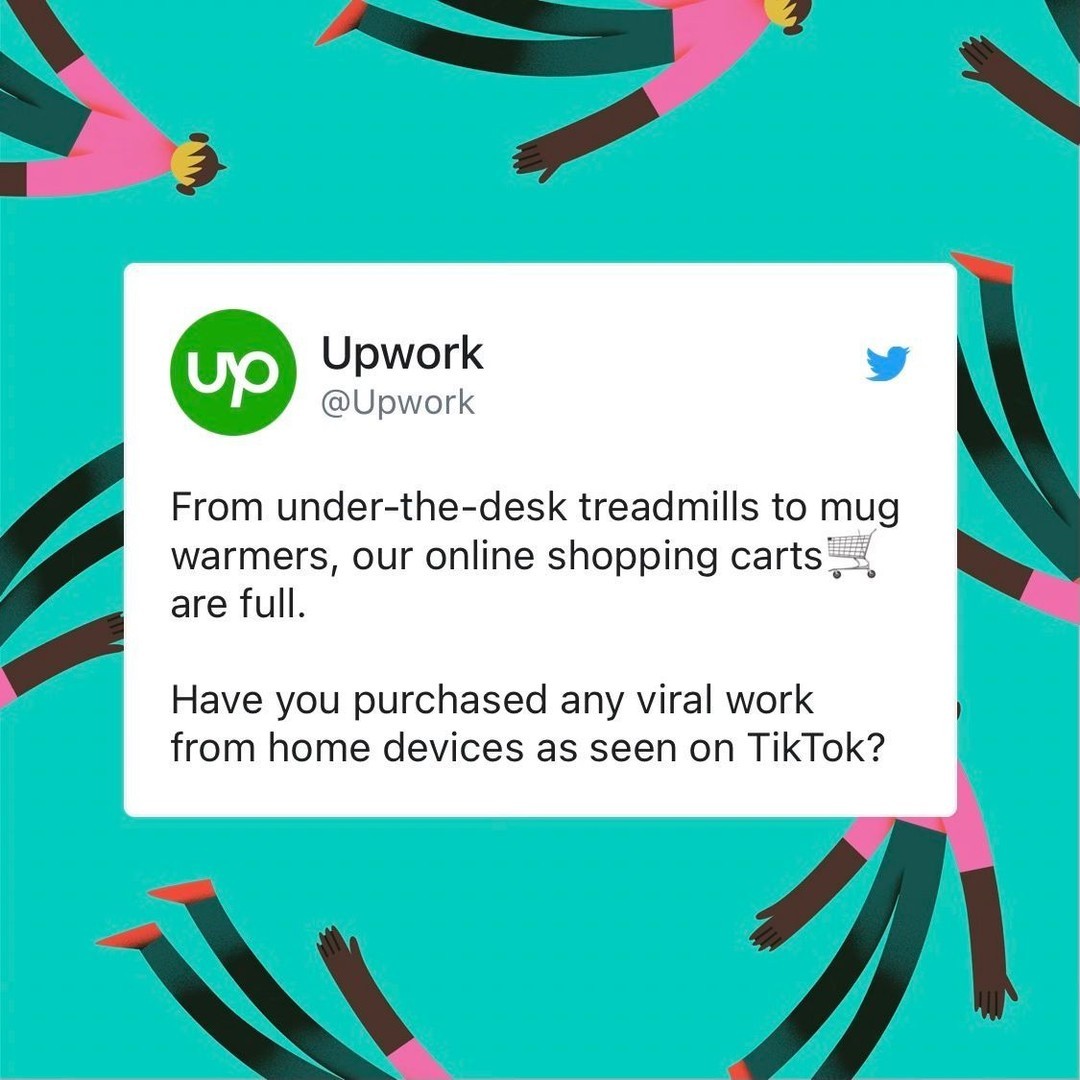 up
Upwork
@Upwork
From under-the-desk treadmills to mug
warmers, our online shopping carts🛒
are full.
Have you purchased any viral work
from home devices as seen on TikTok?